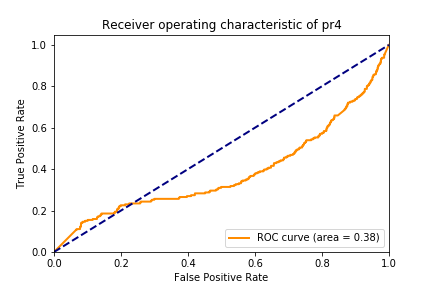 Receiver operating characteristic of pr4
True Positive Rate
1.0
0.8
0.6
0.4
0.2
0.0
ROC curve (area = 0.38)
0.0 0.2 0.4 0.6 0.8 1.0
False Positive Rate